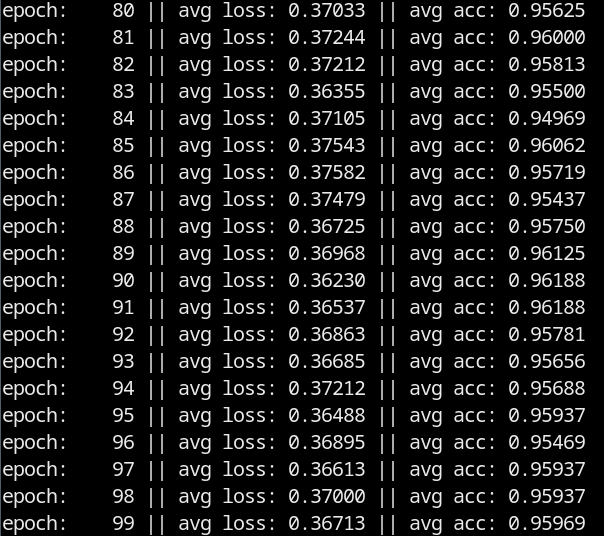 epoch:    80 || avg loss: 0.37033 || avg acc: 0.95625
epoch:    81 || avg loss: 0.37244 || avg acc: 0.96000
epoch:    82 || avg loss: 0.37212 || avg acc: 0.95813
epoch:    83 || avg loss: 0.36355 || avg acc: 0.95500
epoch:    84 || avg loss: 0.37105 || avg acc: 0.94969
epoch:    85 || avg loss: 0.37543 || avg acc: 0.96062
epoch:    86 || avg loss: 0.37582 || avg acc: 0.95719
epoch:    87 || avg loss: 0.37479 || avg acc: 0.95437
epoch:    88 || avg loss: 0.36725 || avg acc: 0.95750
epoch:    89 || avg loss: 0.36968 || avg acc: 0.96125
epoch:    90 || avg loss: 0.36230 || avg acc: 0.96188
epoch:    91 || avg loss: 0.36537 || avg acc: 0.96188
epoch:    92 || avg loss: 0.36863 || avg acc: 0.95781
epoch:    93 || avg loss: 0.36685 || avg acc: 0.95656
epoch:    94 || avg loss: 0.37212 || avg acc: 0.95688
epoch:    95 || avg loss: 0.36488 || avg acc: 0.95937
epoch:    96 || avg loss: 0.36895 || avg acc: 0.95469
epoch:    97 || avg loss: 0.36613 || avg acc: 0.95937
epoch:    98 || avg loss: 0.37000 || avg acc: 0.95937
epoch:    99 || avg loss: 0.36713 || avg acc: 0.95969